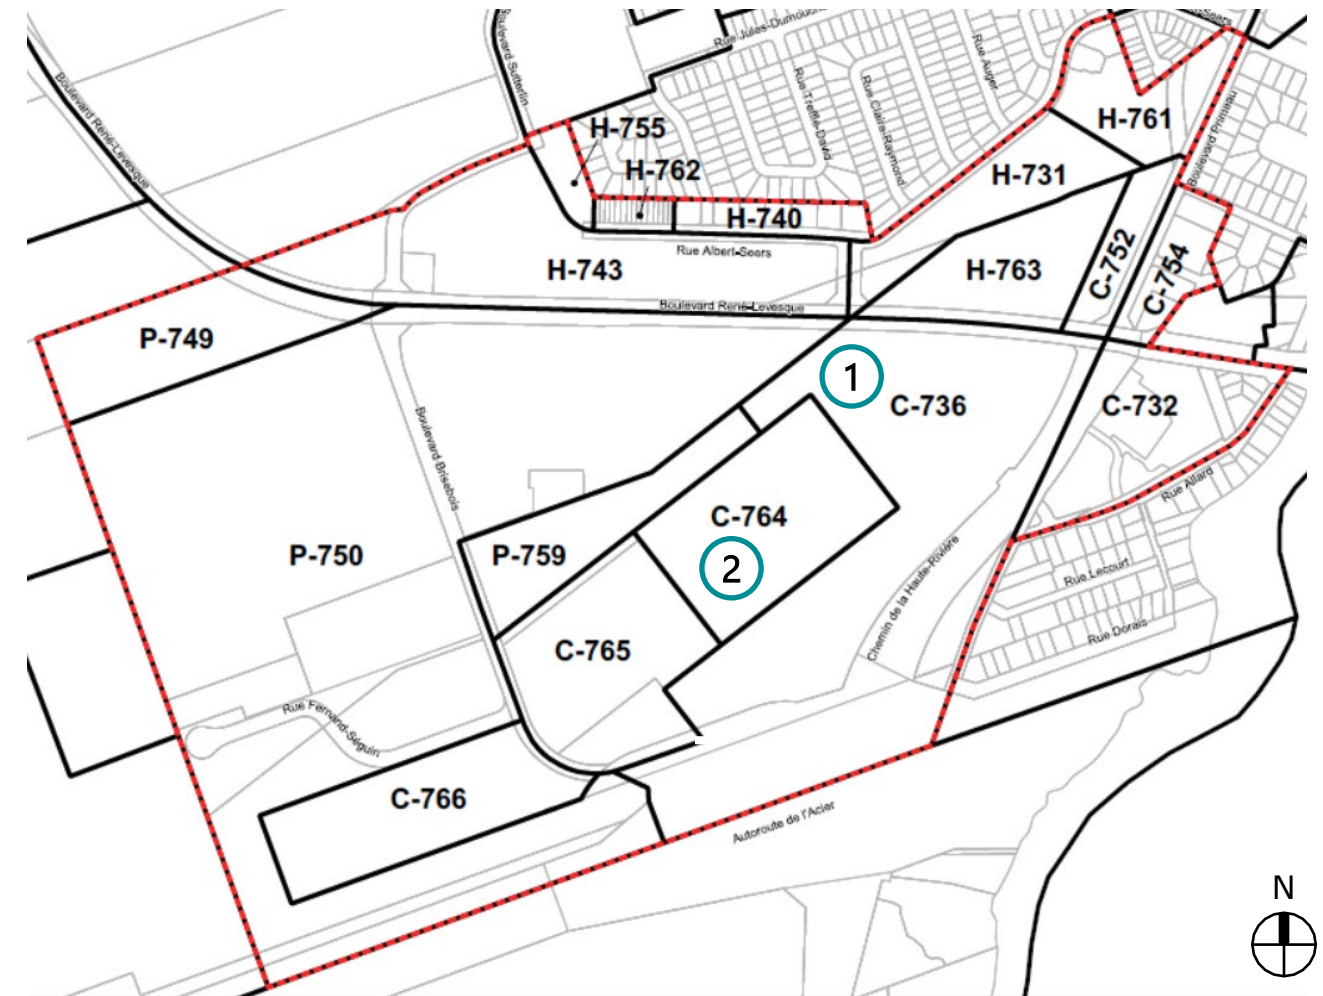 Rue Jules-Dumouchel
Boulevard Sutterlin
Rue Auger
Rue Treffle-David
Rue Claire-Raymond
Boulevard René-Levesque
H-755
H-761
Boulevard Primeau
H-762
H-731
H-740
Rue Albert-Sears
H-743
H-763
C-752
C-754
Boulevard René-Levesque
P-749
1
C-736
C-732
Boulevard Brisebois
Rue Allard
C-764
P-750
P-759
2
Rue Lecourt
Chemin de la Haute-Rivière
Rue Dorais
C-765
Rue Fernand-Séguin
C-766
Autoroute de l'Acier
N